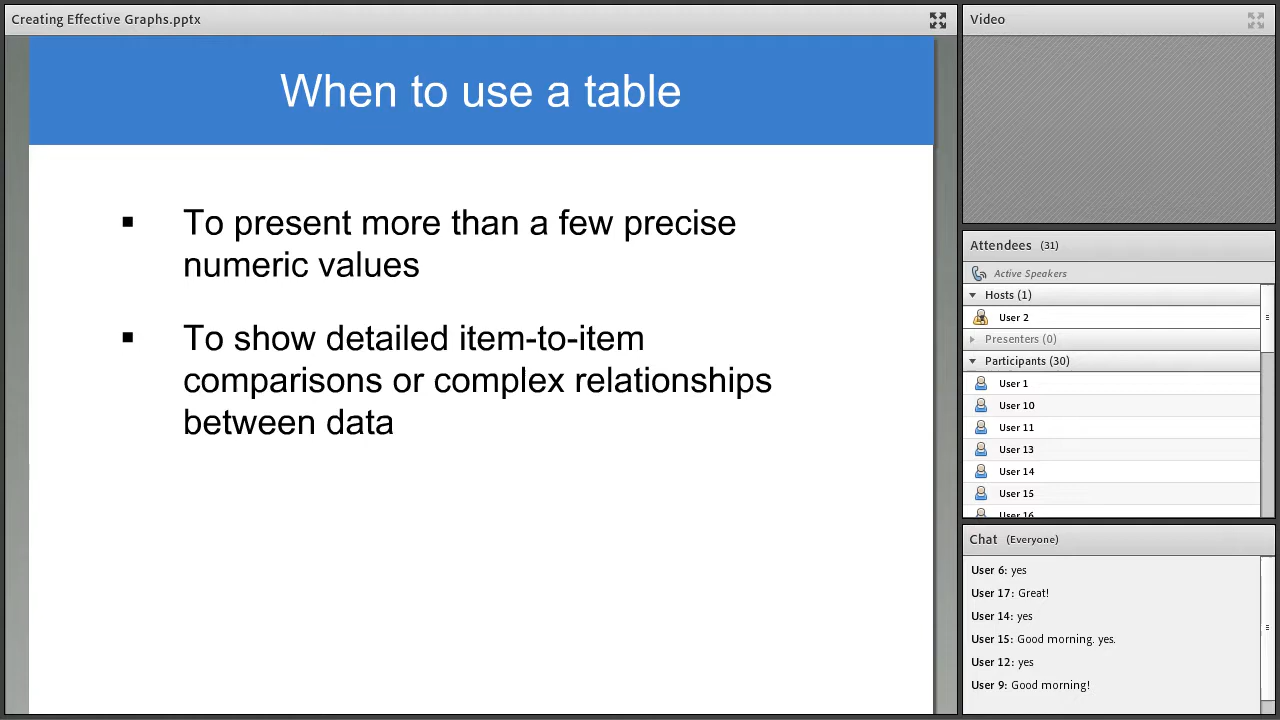 Creating Effective Graphs.pptx
When to use a table
▪ To present more than a few precise
numeric values
▪ To show detailed item-to-item
comparisons or complex relationships
between data
Video
Attendees (31)
Active Speakers
Hosts (1)
User 2
Presenters (0)
Participants (30)
User 1
User 10
User 11
User 13
User 14
User 15
User 16
Chat (Everyone)
User 6: yes
User 17: Great!
User 14: yes
User 15: Good morning. yes.
User 12: yes
User 9: Good morning!